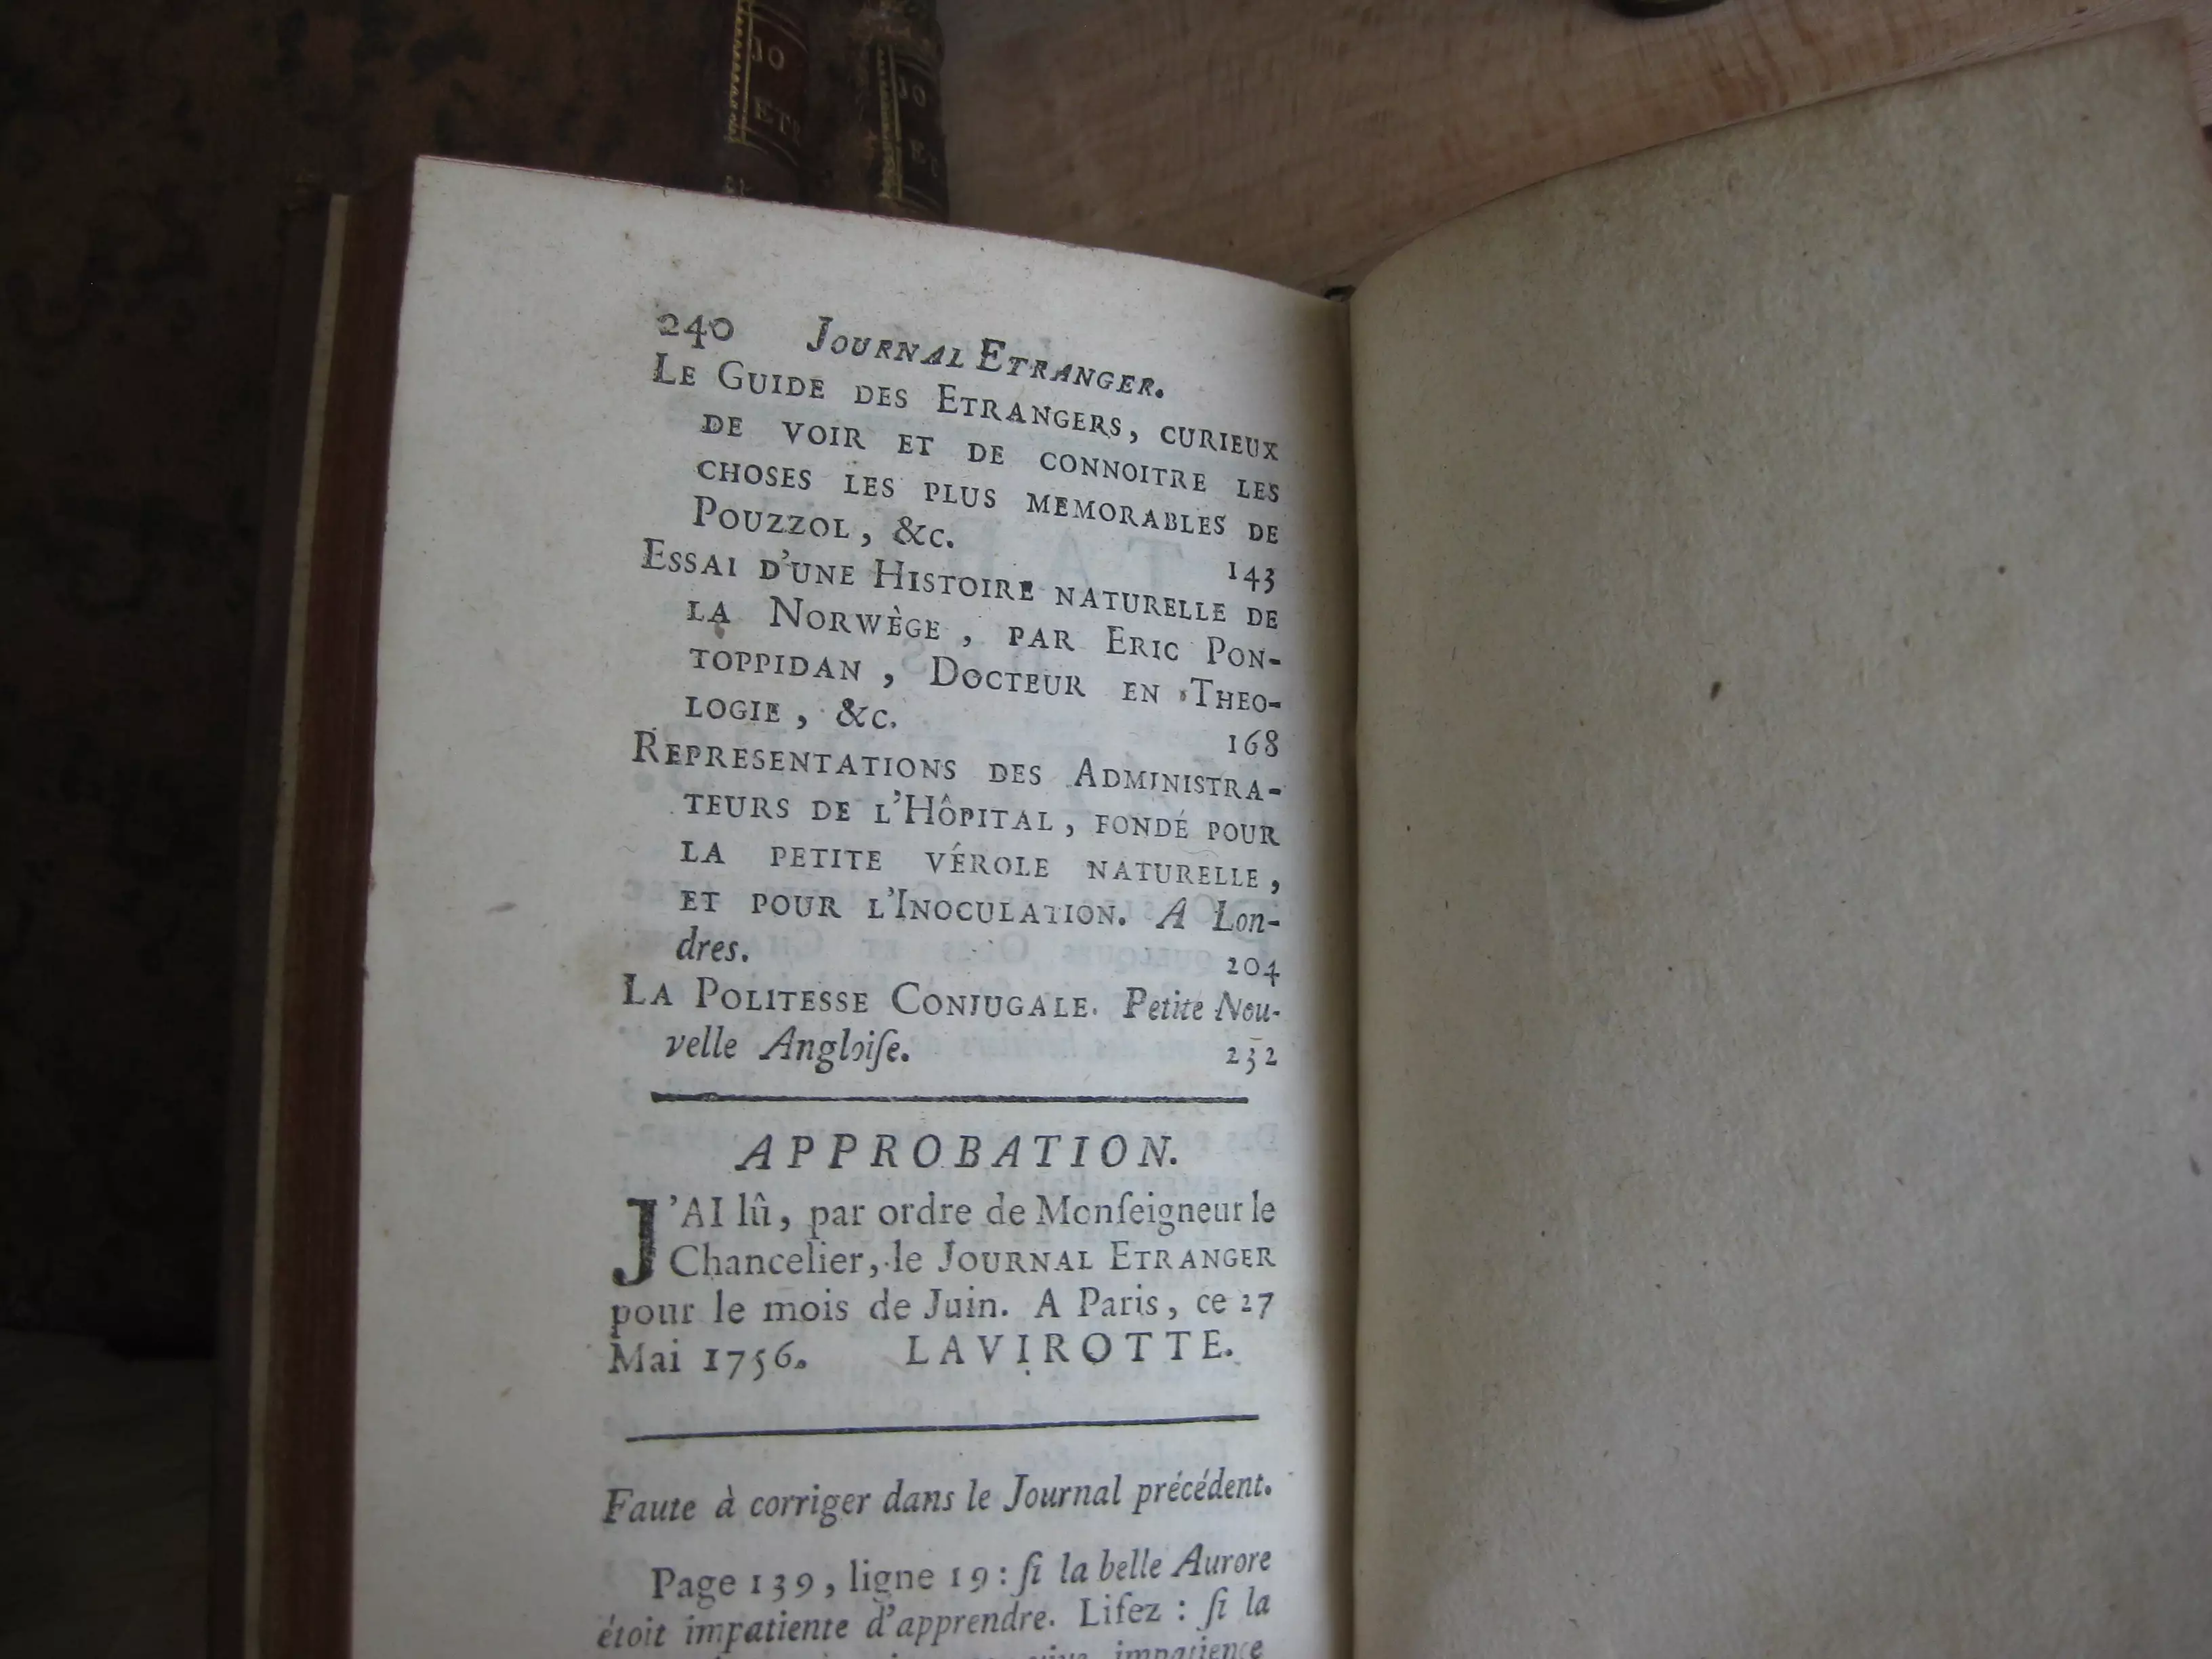 JO
ETR
JO
E
240 JOURNAL ETRANGER.
LE GUIDE DES ETRANGERS, CURIEUX
DE VOIR ET DE CONNOITRE LES
CHOSES LES PLUS MEMORABLES DE
POUZZOL, &c. 143
ESSAI D'UNE HISTOIRE NATURELLE DE
LA NORWÈGE, PAR ERIC PON-
TOPPIDAN, DOCTEUR EN THEO-
LOGIE, &c. 168
REPRESENTATIONS DES ADMINISTRA-
TEURS DE L'HÔPITAL, FONDÉ POUR
LA PETITE VÉROLE NATURELLE,
ET POUR L'INOCULATION. A Lon-
dres. 204
LA POLITESSE CONJUGALE. Petite Nou-
velle Angloiſe. 232
APPROBATION.
J'AI lû, par ordre de Monſeigneur le
Chancelier, le JOURNAL ETRANGER
pour le mois de Juin. A Paris, ce 27
Mai 1756. LAVIROTTE.
Faute à corriger dans le Journal précédent.
Page 139, ligne 19 : ſi la belle Aurore
étoit impatiente d'apprendre. Liſez : ſi la
vive impatience